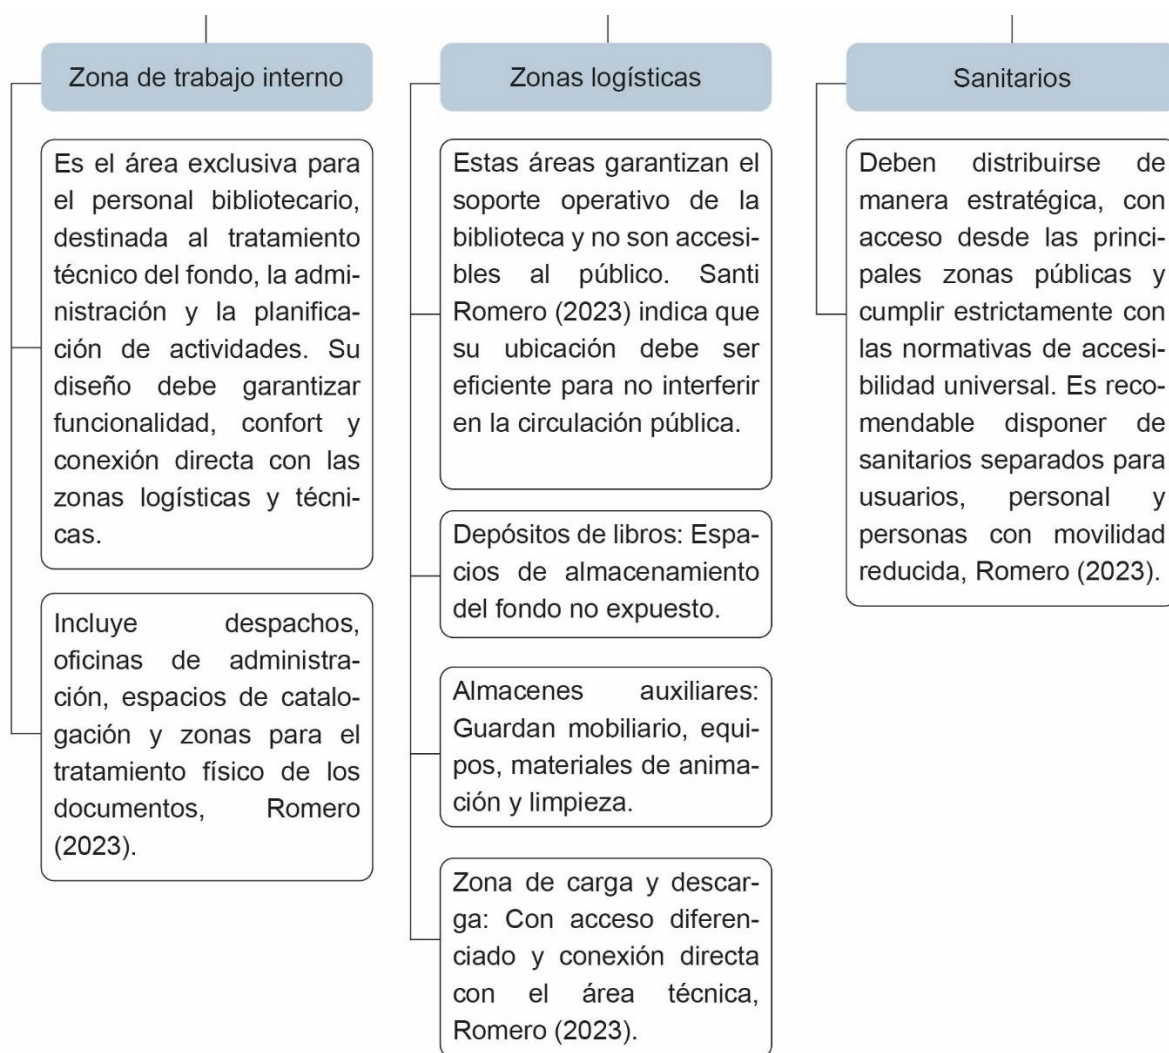 Zona de trabajo interno
Es el área exclusiva para
el personal bibliotecario,
destinada al tratamiento
técnico del fondo, la admi-
nistración y la planifica-
ción de actividades. Su
diseño debe garantizar
funcionalidad, confort y
conexión directa con las
zonas logísticas y técni-
cas.
Incluye despachos,
oficinas de administra-
ción, espacios de catalo-
gación y zonas para el
tratamiento físico de los
documentos, Romero
(2023).
Zonas logísticas
Estas áreas garantizan el
soporte operativo de la
biblioteca y no son accesi-
bles al público. Santi
Romero (2023) indica que
su ubicación debe ser
eficiente para no interferir
en la circulación pública.
Depósitos de libros: Espa-
cios de almacenamiento
del fondo no expuesto.
Almacenes auxiliares:
Guardan mobiliario, equi-
pos, materiales de anima-
ción y limpieza.
Zona de carga y descar-
ga: Con acceso diferen-
ciado y conexión directa
con el área técnica,
Romero (2023).
Sanitarios
Deben distribuirse de
manera estratégica, con
acceso desde las princi-
pales zonas públicas y
cumplir estrictamente con
las normativas de accesi-
bilidad universal. Es reco-
mendable disponer de
sanitarios separados para
usuarios, personal y
personas con movilidad
reducida, Romero (2023).